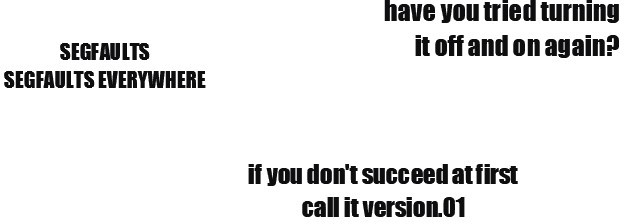 have you tried turning
it off and on again?
SEGFAULTS
SEGFAULTS EVERYWHERE
if you don't succeed at first
call it version.01